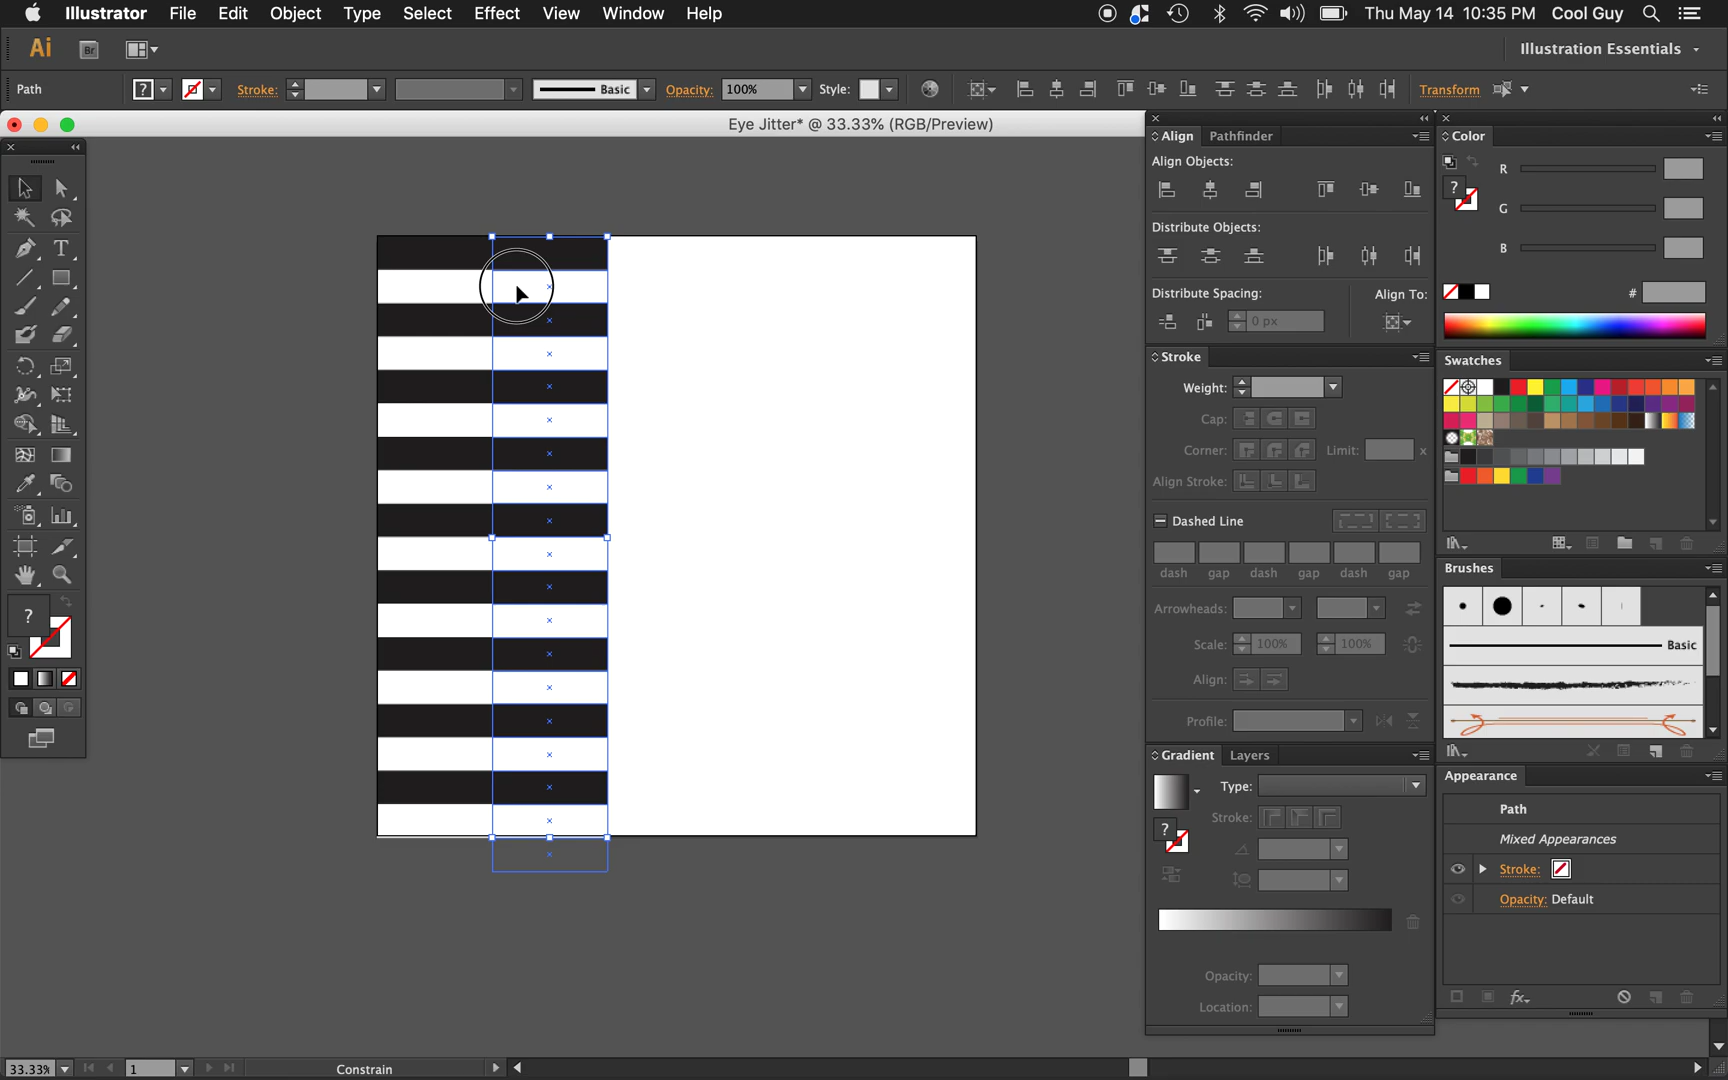 Illustrator File Edit Object Type Select Effect View Window Help Thu May 14 10:35 PM Cool Guy
Ai Br Illustration Essentials
Path ? Stroke: Basic Opacity: 100% Style: Transform
Eye Jitter* @ 33.33% (RGB/Preview)
Align Pathfinder
Align Objects:
Distribute Objects:
Distribute Spacing: Align To:
0 px
Stroke
Weight:
Cap:
Corner: Limit: x
Align Stroke:
Dashed Line
dash gap dash gap dash gap
Arrowheads:
Scale: 100% 100%
Align:
Profile:
Gradient Layers
Type:
Stroke:
?
Opacity:
Location:
Color
R
? G
B
#
Swatches
Brushes
Basic
Appearance
Path
Mixed Appearances
Stroke:
Opacity: Default
fx
T
?
33.33% 1 Constrain